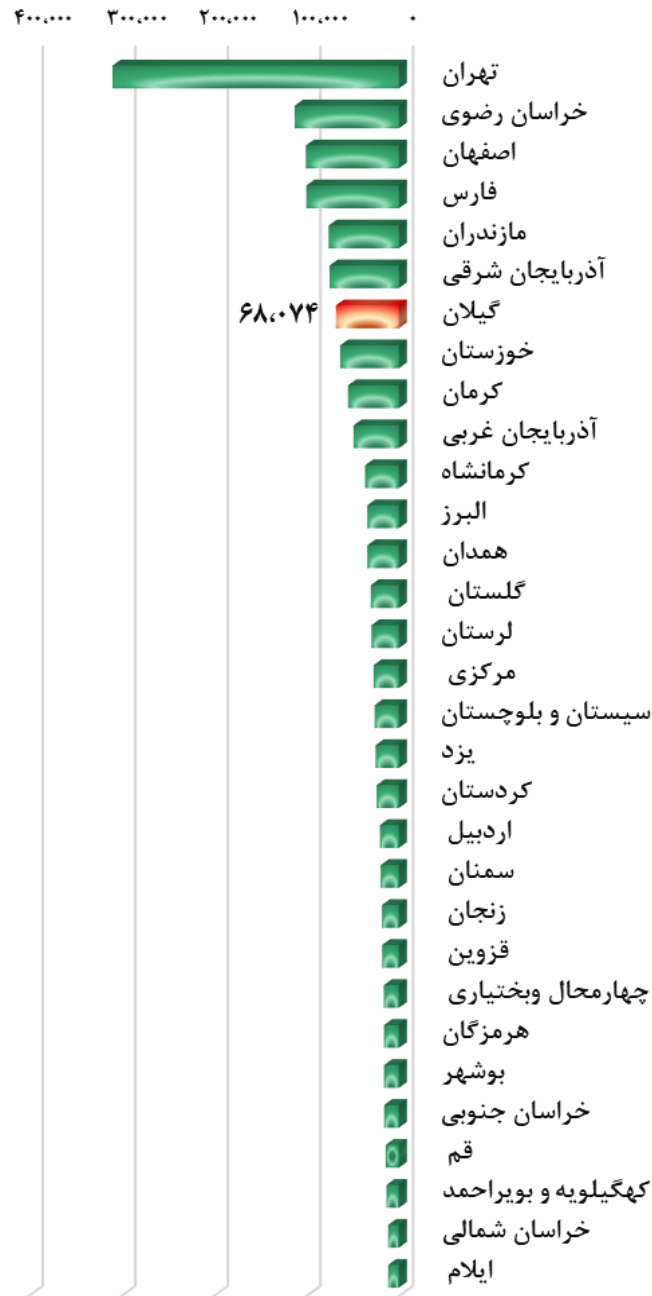 ۴۰۰،۰۰۰ ۳۰۰،۰۰۰ ۲۰۰،۰۰۰ ۱۰۰،۰۰۰ ۰
تهران
خراسان رضوی
اصفهان
فارس
مازندران
آذربایجان شرقی
گیلان
۶۸،۰۷۴
خوزستان
کرمان
آذربایجان غربی
کرمانشاه
البرز
همدان
گلستان
لرستان
مرکزی
سیستان و بلوچستان
یزد
کردستان
اردبیل
سمنان
زنجان
قزوین
چهارمحال وبختیاری
هرمزگان
بوشهر
خراسان جنوبی
قم
کهگیلویه و بویراحمد
خراسان شمالی
ایلام